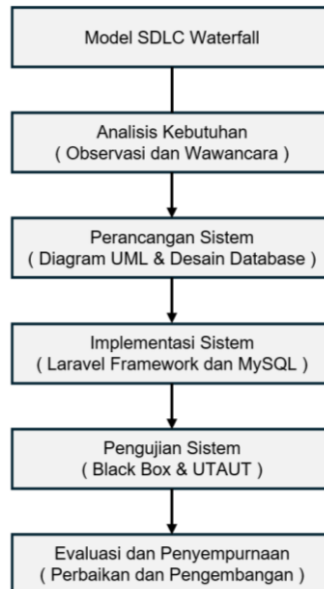 Model SDLC Waterfall
Analisis Kebutuhan
( Observasi dan Wawancara )
Perancangan Sistem
( Diagram UML & Desain Database )
Implementasi Sistem
( Laravel Framework dan MySQL )
Pengujian Sistem
( Black Box & UTAUT )
Evaluasi dan Penyempurnaan
( Perbaikan dan Pengembangan )